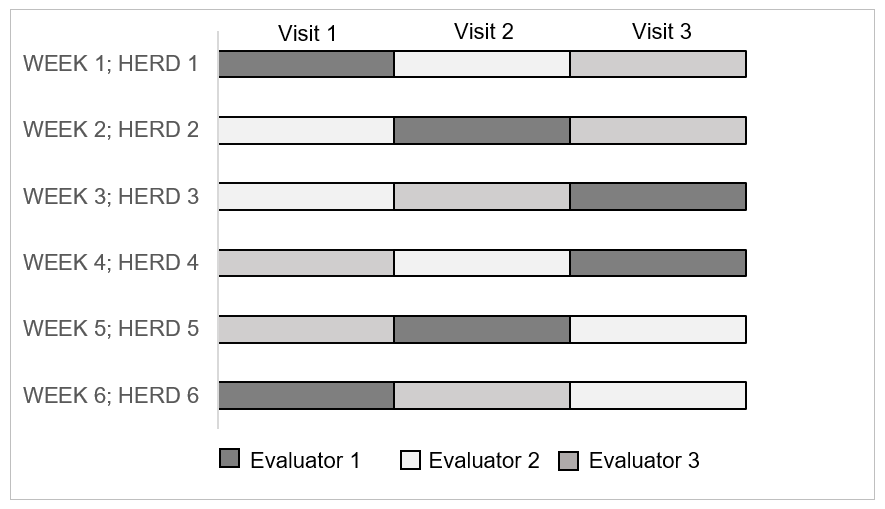 Visit 1 Visit 2 Visit 3
WEEK 1; HERD 1
WEEK 2; HERD 2
WEEK 3; HERD 3
WEEK 4; HERD 4
WEEK 5; HERD 5
WEEK 6; HERD 6
Evaluator 1 Evaluator 2 Evaluator 3